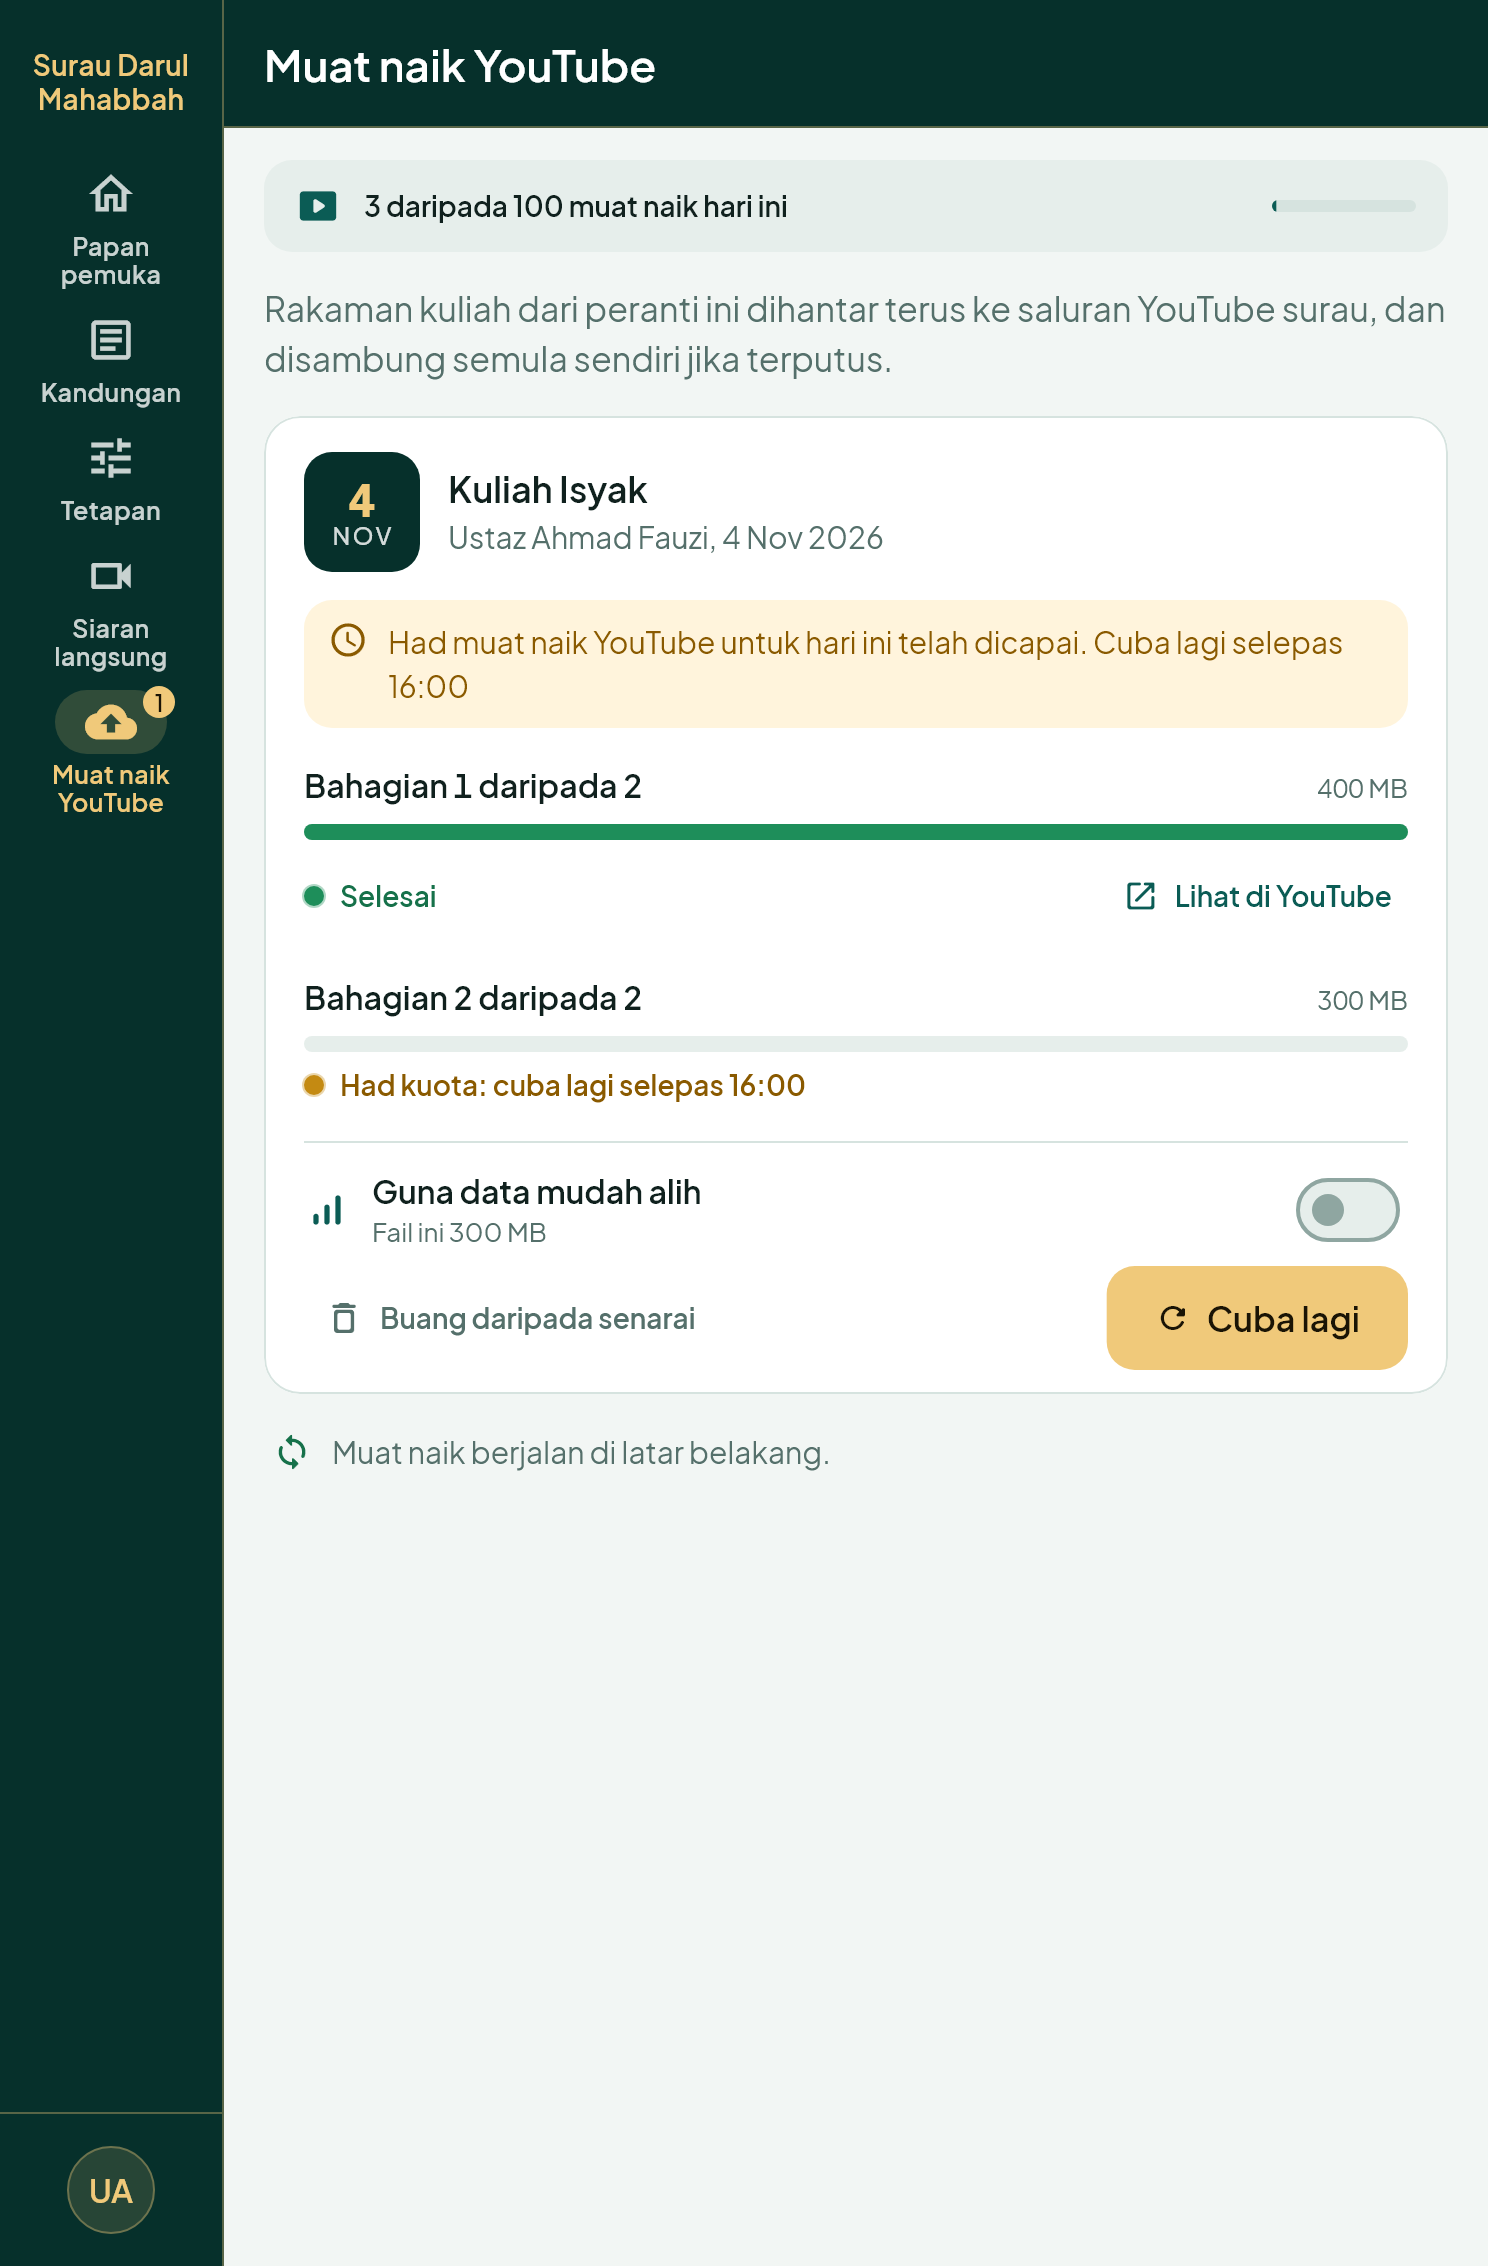 Surau Darul
Mahabbah
Papan
pemuka
Kandungan
Tetapan
Siaran
langsung
1
Muat naik
YouTube
UA
Muat naik YouTube
3 daripada 100 muat naik hari ini
Rakaman kuliah dari peranti ini dihantar terus ke saluran YouTube surau, dan
disambung semula sendiri jika terputus.
4
NOV
Kuliah Isyak
Ustaz Ahmad Fauzi, 4 Nov 2026
Had muat naik YouTube untuk hari ini telah dicapai. Cuba lagi selepas
16:00
Bahagian 1 daripada 2
400 MB
Selesai
Lihat di YouTube
Bahagian 2 daripada 2
300 MB
Had kuota: cuba lagi selepas 16:00
Guna data mudah alih
Fail ini 300 MB
Buang daripada senarai
Cuba lagi
Muat naik berjalan di latar belakang.